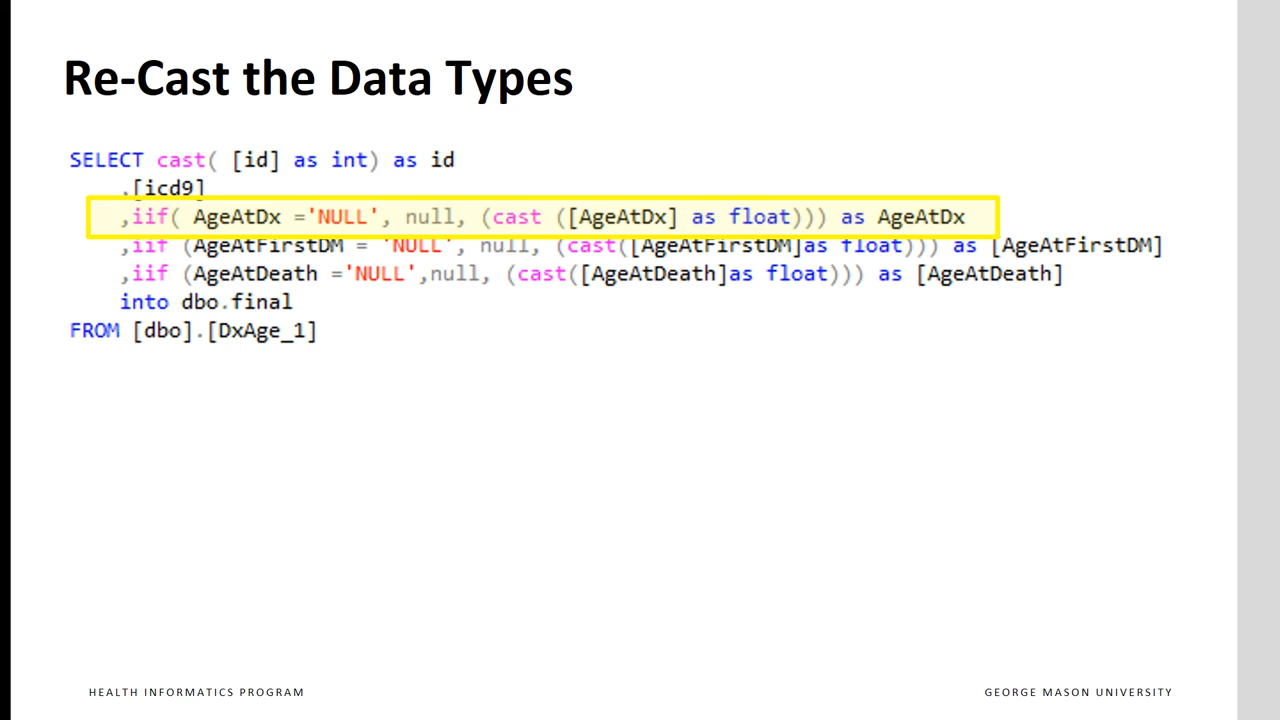 Re-Cast the Data Types
SELECT cast( [id] as int) as id
,[icd9]
,iif( AgeAtDx ='NULL', null, (cast ([AgeAtDx] as float))) as AgeAtDx
,iif (AgeAtFirstDM = 'NULL', null, (cast([AgeAtFirstDM]as float))) as [AgeAtFirstDM]
,iif (AgeAtDeath ='NULL',null, (cast([AgeAtDeath]as float))) as [AgeAtDeath]
into dbo.final
FROM [dbo].[DxAge_1]
HEALTH INFORMATICS PROGRAM
GEORGE MASON UNIVERSITY